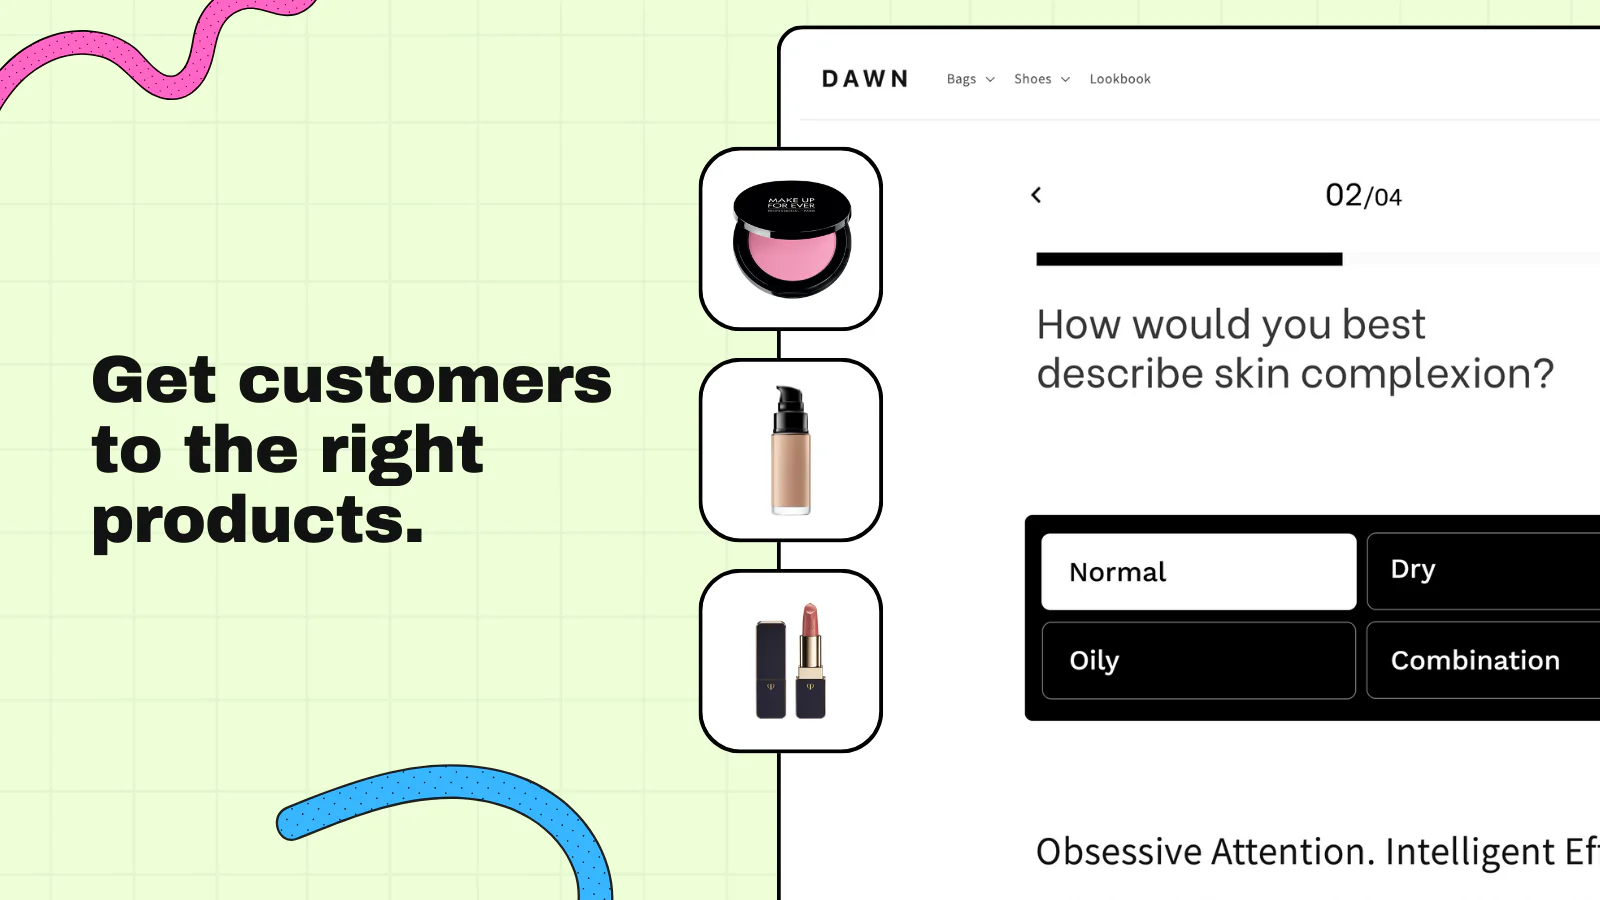 Get customers
to the right
products.
DAWN
Bags
Shoes
Lookbook
02/04
How would you best
describe skin complexion?
Normal
Dry
Oily
Combination
Obsessive Attention. Intelligent
MAKE UP
FOR EVER